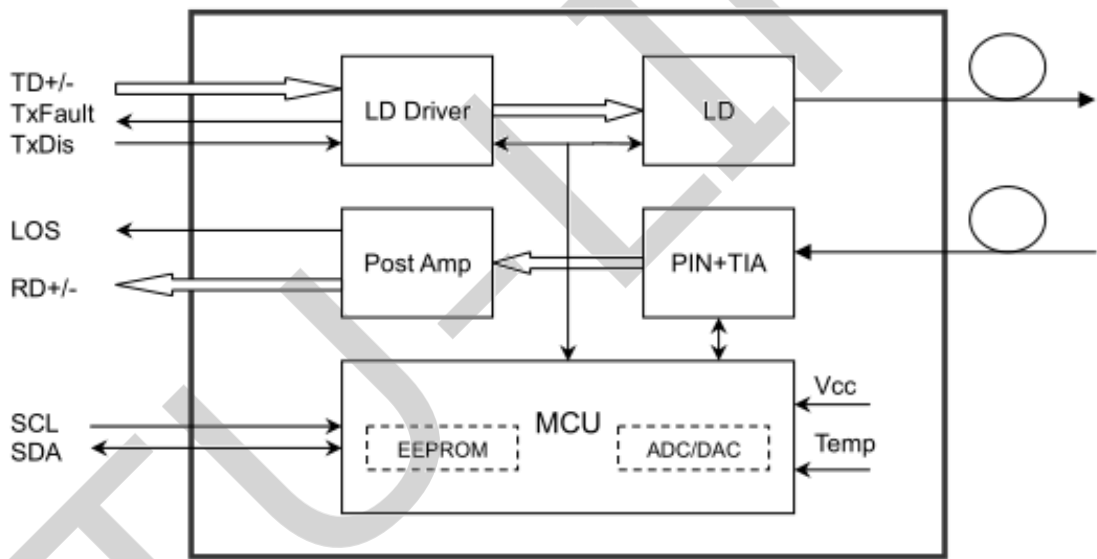 TD+/-
TxFault
TxDis
LD Driver
LD
LOS
RD+/-
Post Amp
PIN+TIA
SCL
SDA
MCU
EEPROM
ADC/DAC
Vcc
Temp